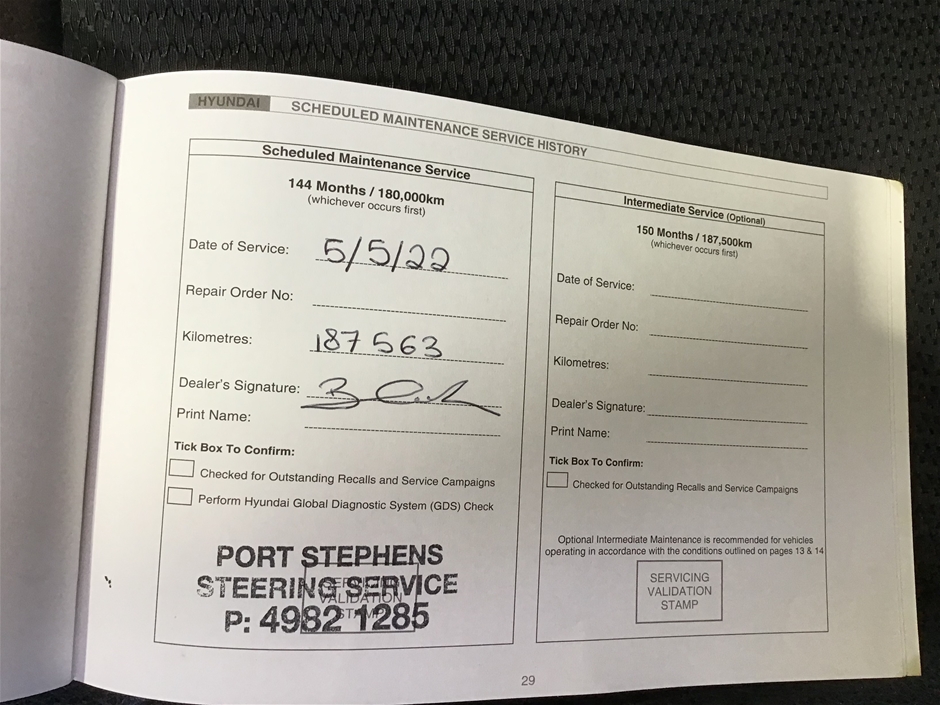 HYUNDAI SCHEDULED MAINTENANCE SERVICE HISTORY
Scheduled Maintenance Service
144 Months / 180,000km
(whichever occurs first)
Date of Service: 5/5/22
Repair Order No:
Kilometres: 187 563
Dealer's Signature:
Print Name:
Tick Box To Confirm:
Checked for Outstanding Recalls and Service Campaigns
Perform Hyundai Global Diagnostic System (GDS) Check
PORT STEPHENS
STEERING SERVICE
P: 4982 1285
SERVICING
VALIDATION
STAMP
Intermediate Service (Optional)
150 Months / 187,500km
(whichever occurs first)
Date of Service:
Repair Order No:
Kilometres:
Dealer's Signature:
Print Name:
Tick Box To Confirm:
Checked for Outstanding Recalls and Service Campaigns
Optional Intermediate Maintenance is recommended for vehicles
operating in accordance with the conditions outlined on pages 13 & 14
SERVICING
VALIDATION
STAMP
29